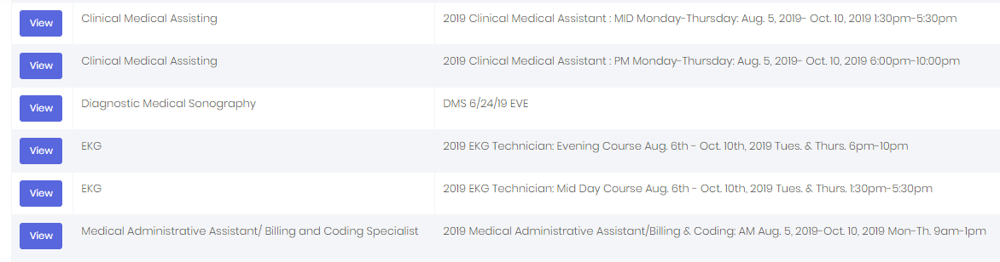 View Clinical Medical Assisting 2019 Clinical Medical Assistant : MID Monday-Thursday: Aug. 5, 2019- Oct. 10, 2019 1:30pm-5:30pm
View Clinical Medical Assisting 2019 Clinical Medical Assistant : PM Monday-Thursday: Aug. 5, 2019- Oct. 10, 2019 6:00pm-10:00pm
View Diagnostic Medical Sonography DMS 6/24/19 EVE
View EKG 2019 EKG Technician: Evening Course Aug. 6th - Oct. 10th, 2019 Tues. & Thurs. 6pm-10pm
View EKG 2019 EKG Technician: Mid Day Course Aug. 6th - Oct. 10th, 2019 Tues. & Thurs. 1:30pm-5:30pm
View Medical Administrative Assistant/ Billing and Coding Specialist 2019 Medical Administrative Assistant/Billing & Coding: AM Aug. 5, 2019-Oct. 10, 2019 Mon-Th. 9am-1pm